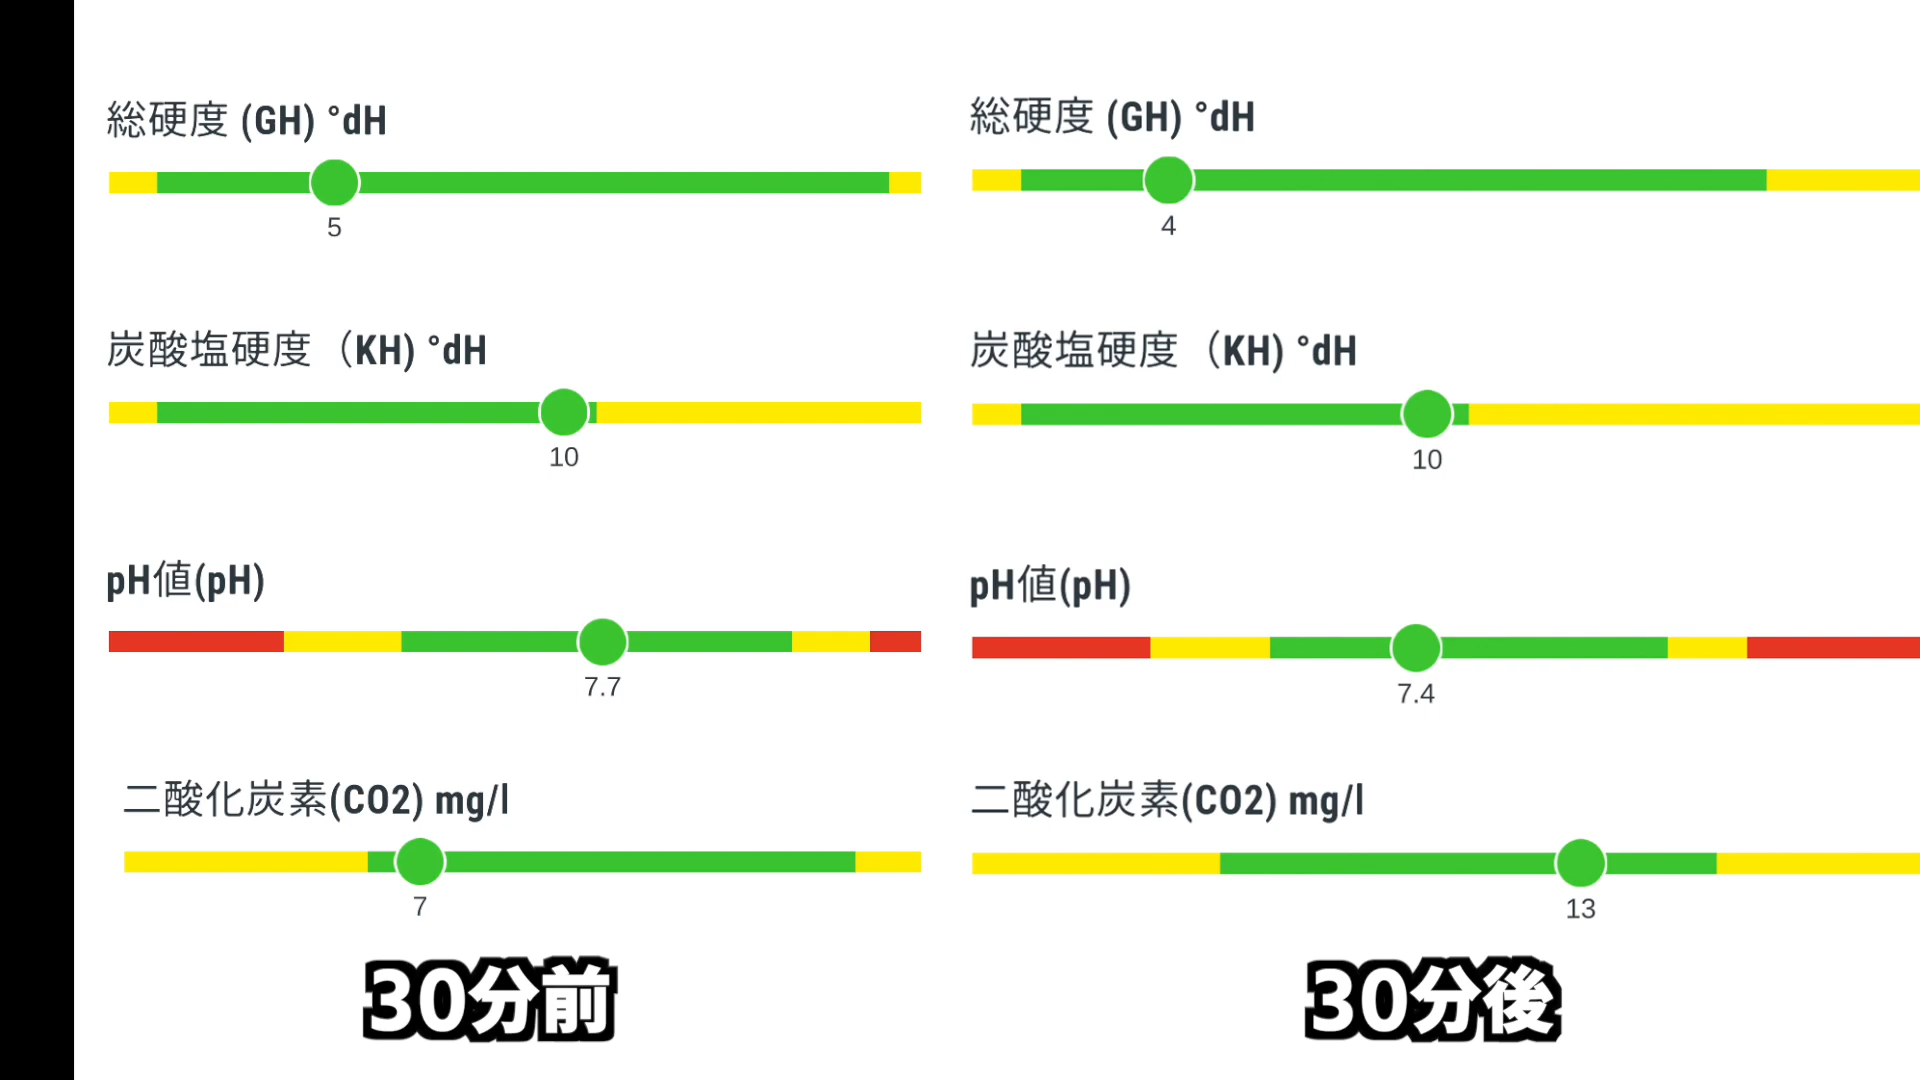 総硬度 (GH) °dH
5
炭酸塩硬度（KH) °dH
10
pH値(pH)
7.7
二酸化炭素(CO2) mg/l
7
30分前
総硬度 (GH) °dH
4
炭酸塩硬度（KH) °dH
10
pH値(pH)
7.4
二酸化炭素(CO2) mg/l
13
30分後